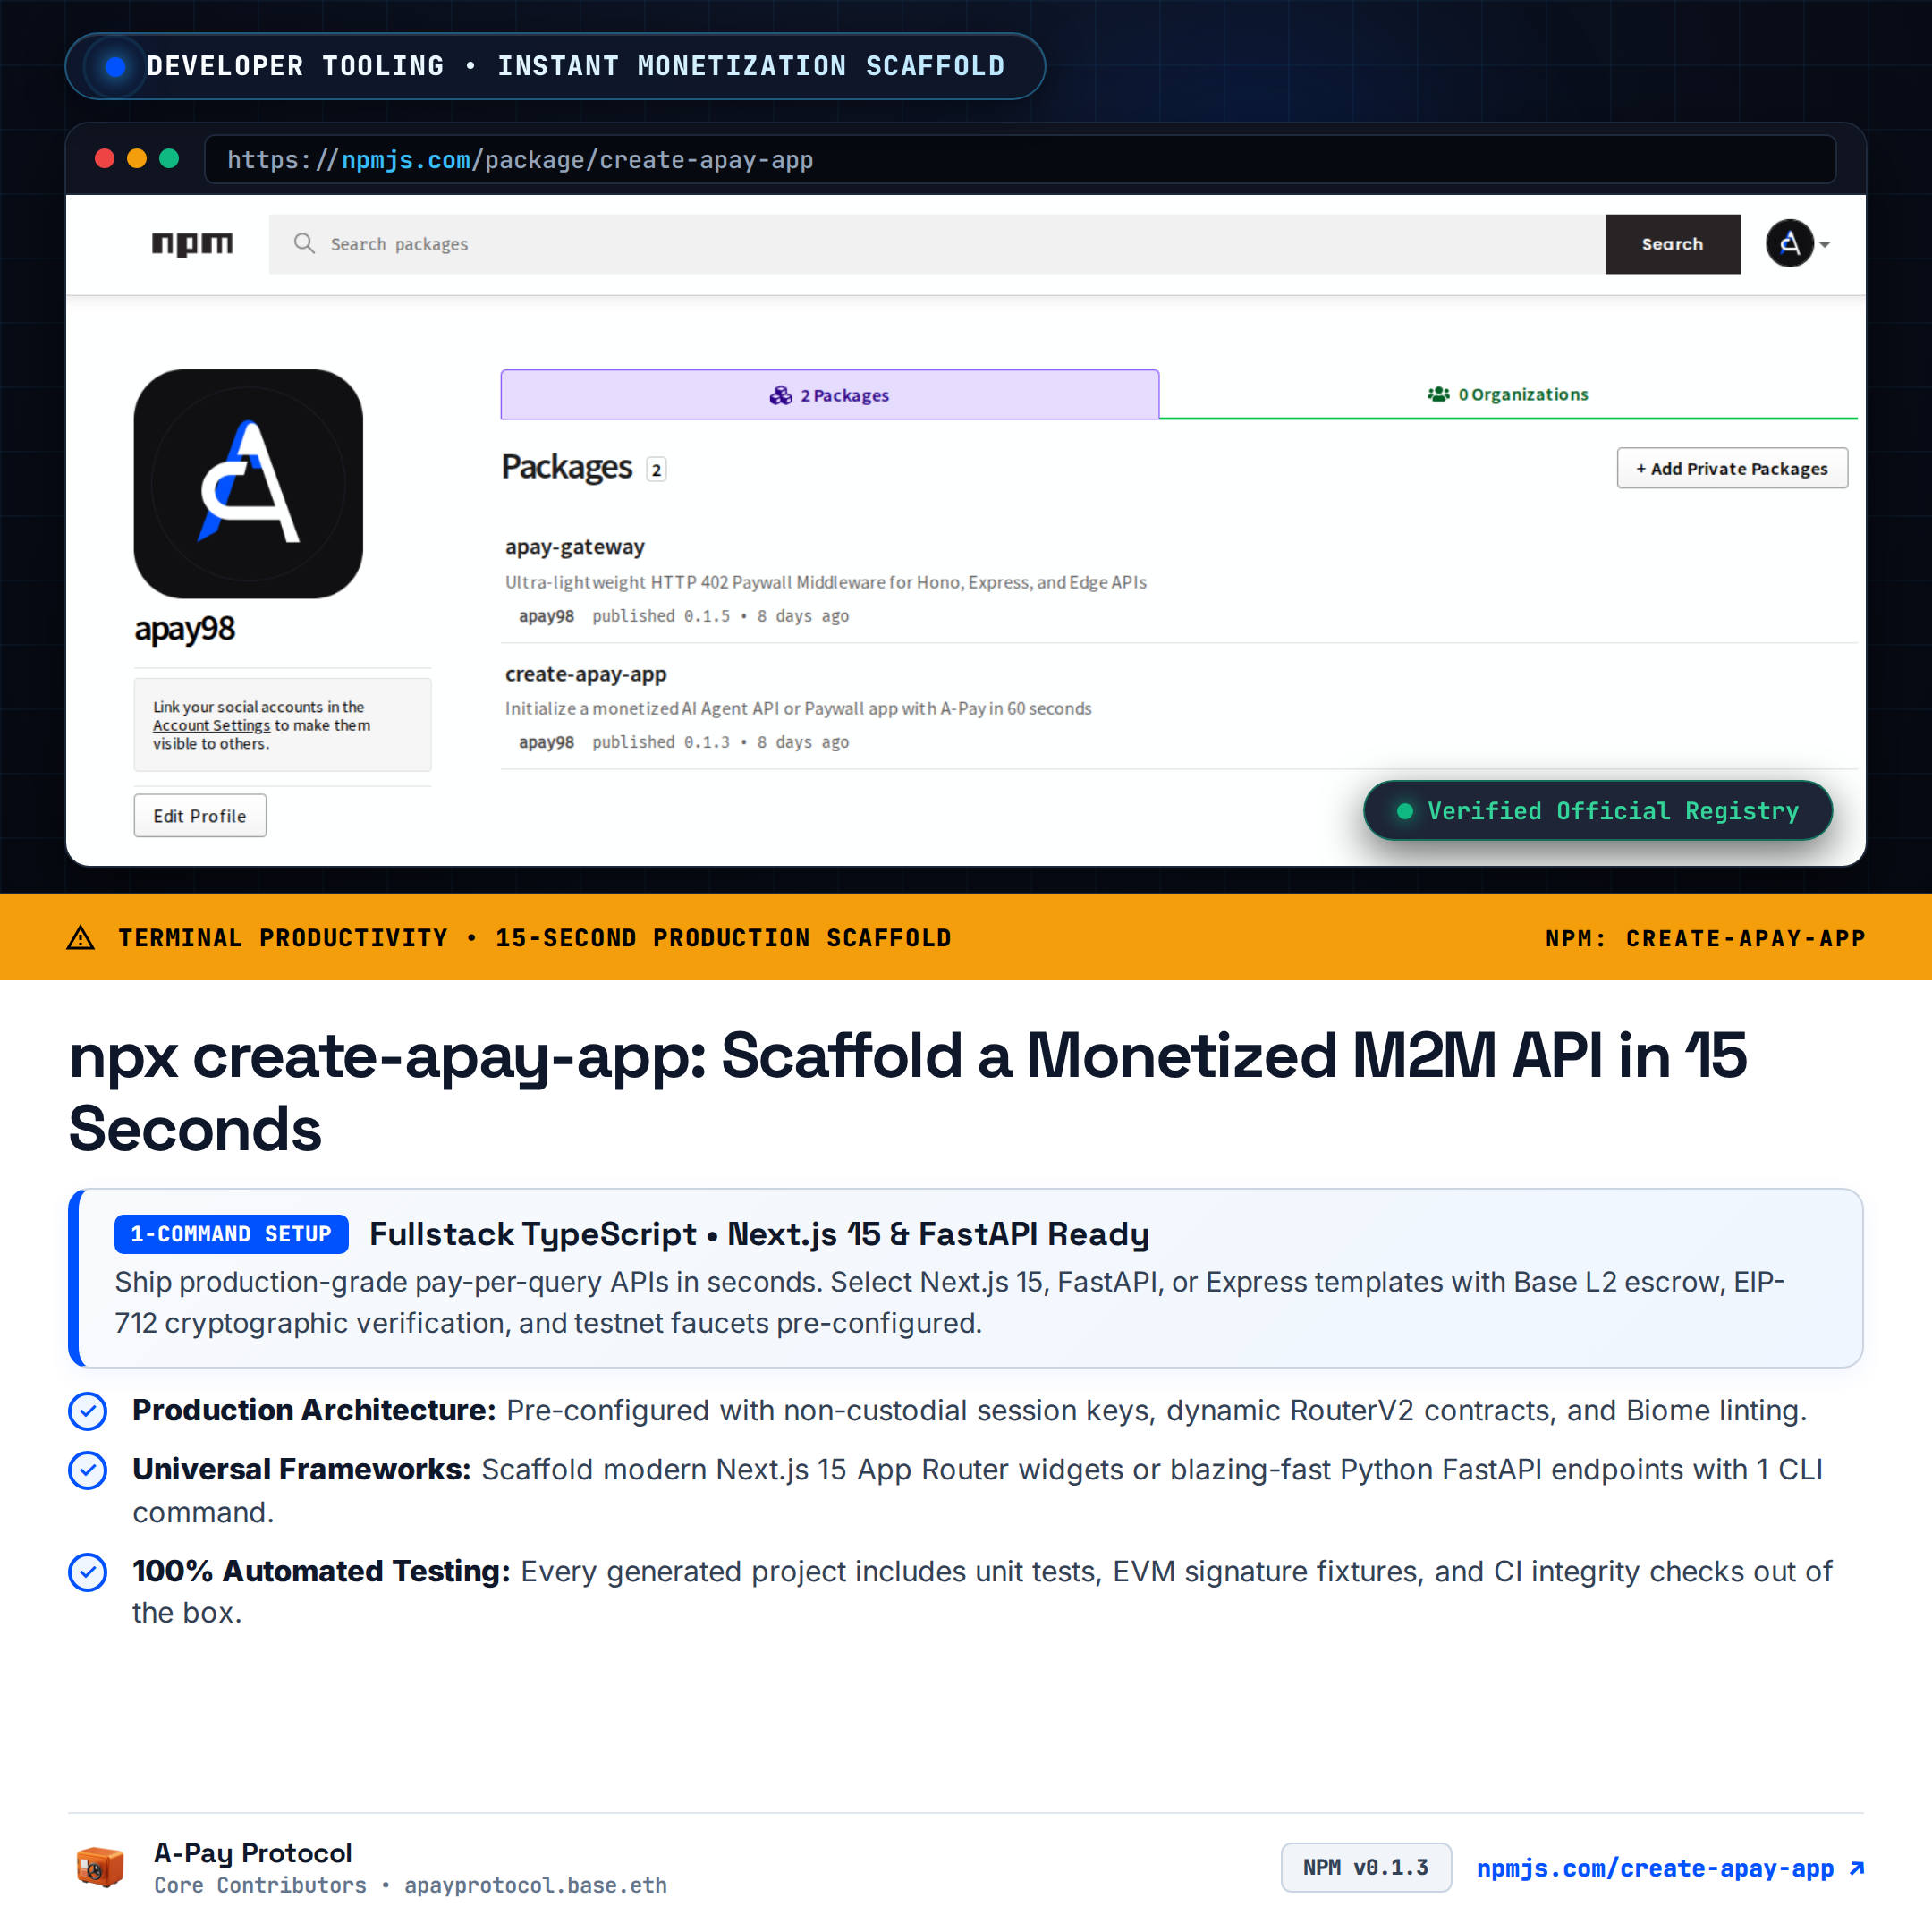 DEVELOPER TOOLING • INSTANT MONETIZATION SCAFFOLD
https://npmjs.com/package/create-apay-app
npm
Search packages
Search
2 Packages
0 Organizations
Packages 2
+ Add Private Packages
apay-gateway
Ultra-lightweight HTTP 402 Paywall Middleware for Hono, Express, and Edge APIs
apay98 published 0.1.5 • 8 days ago
create-apay-app
Initialize a monetized AI Agent API or Paywall app with A-Pay in 60 seconds
apay98 published 0.1.3 • 8 days ago
apay98
Link your social accounts in the
Account Settings to make them
visible to others.
Edit Profile
Verified Official Registry
TERMINAL PRODUCTIVITY • 15-SECOND PRODUCTION SCAFFOLD
NPM: CREATE-APAY-APP
npx create-apay-app: Scaffold a Monetized M2M API in 15
Seconds
1-COMMAND SETUP Fullstack TypeScript • Next.js 15 & FastAPI Ready
Ship production-grade pay-per-query APIs in seconds. Select Next.js 15, FastAPI, or Express templates with Base L2 escrow, EIP-
712 cryptographic verification, and testnet faucets pre-configured.
Production Architecture: Pre-configured with non-custodial session keys, dynamic RouterV2 contracts, and Biome linting.
Universal Frameworks: Scaffold modern Next.js 15 App Router widgets or blazing-fast Python FastAPI endpoints with 1 CLI
command.
100% Automated Testing: Every generated project includes unit tests, EVM signature fixtures, and CI integrity checks out of
the box.
A-Pay Protocol
Core Contributors • apayprotocol.base.eth
NPM v0.1.3
npmjs.com/create-apay-app ↗